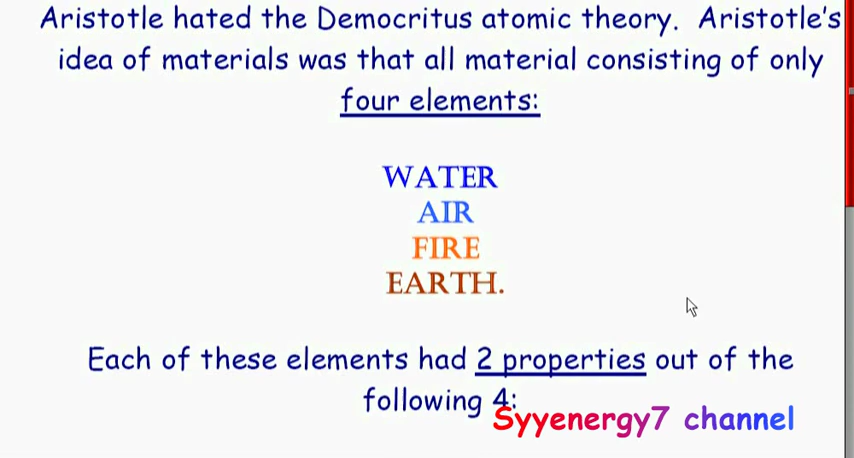 Aristotle hated the Democritus atomic theory. Aristotle's
idea of materials was that all material consisting of only
four elements:
WATER
AIR
FIRE
EARTH.
Each of these elements had 2 properties out of the
following 4:
Syyenergy7 channel